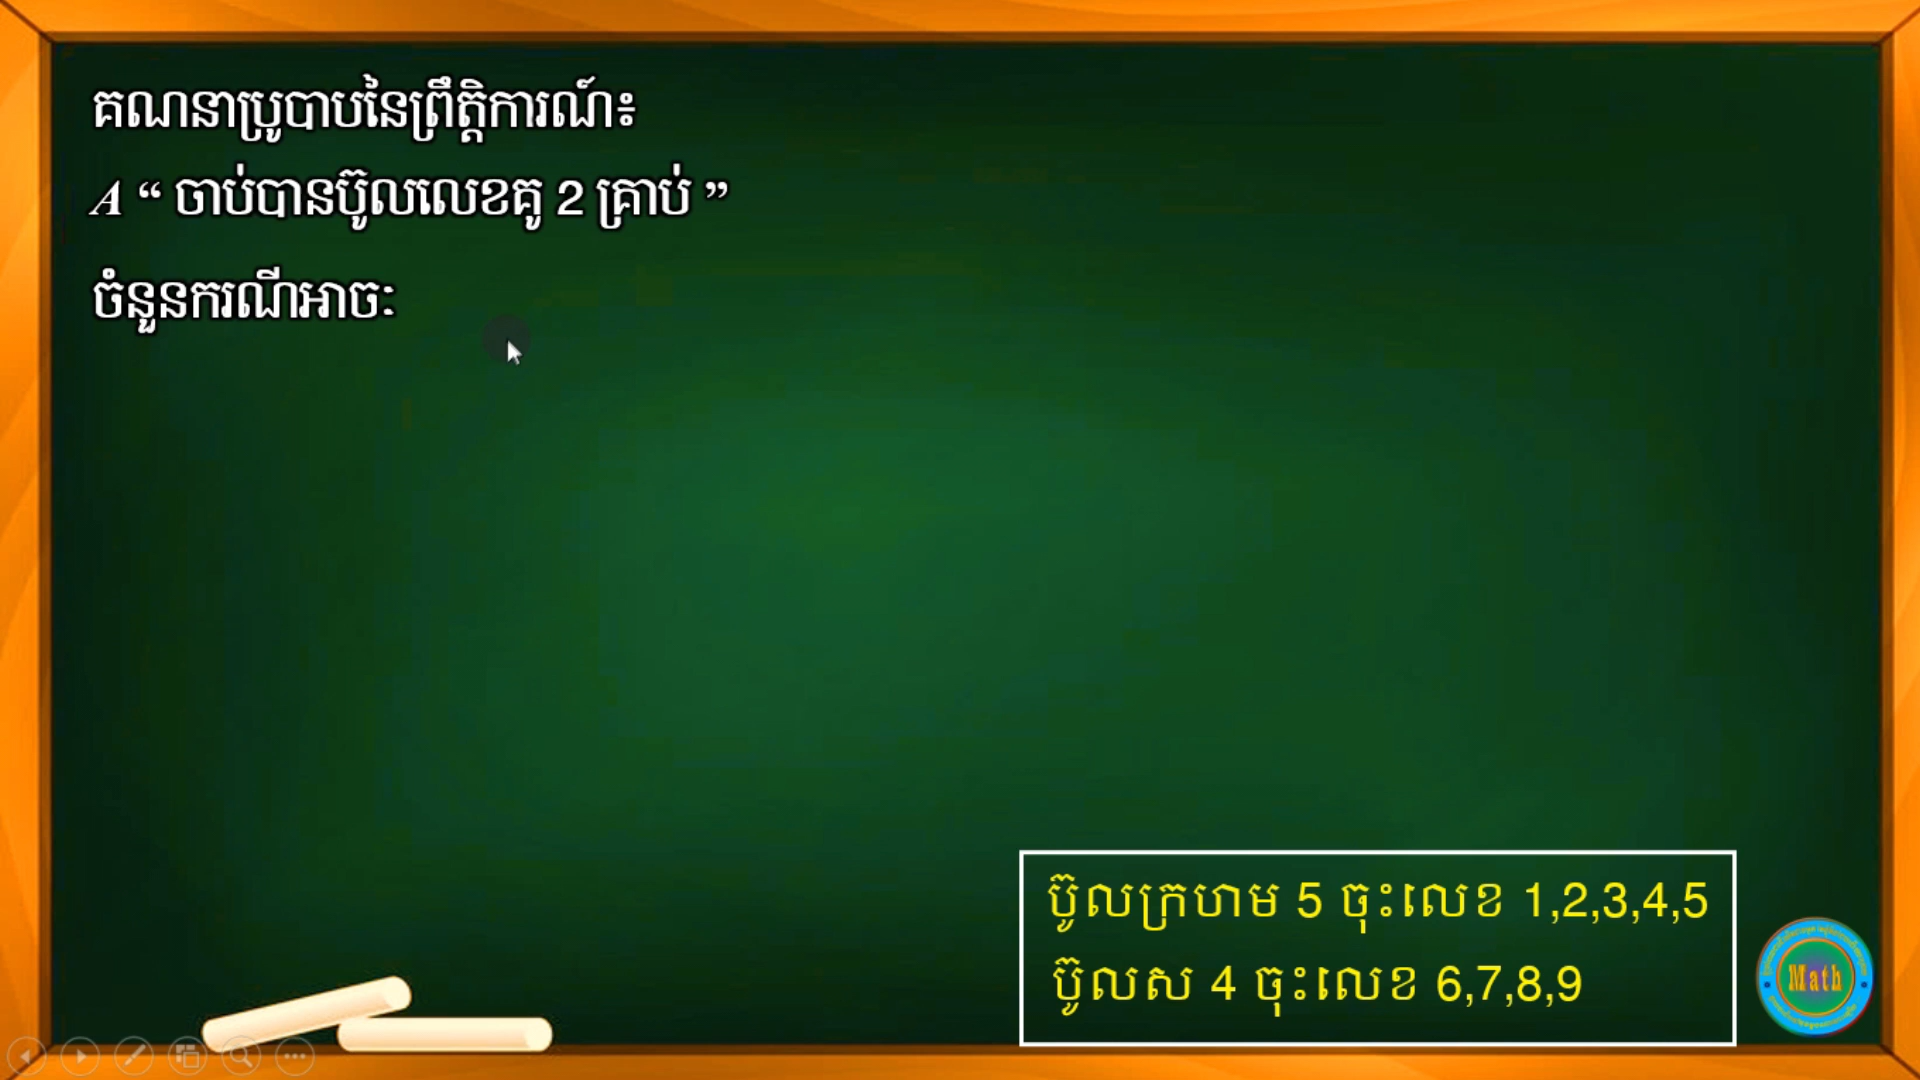 គណនាប្រូបាបនៃព្រឹត្តិការណ៍៖
A “ ចាប់បានប៊ូលលេខគូ 2 គ្រាប់ ”
ចំនួនករណីអាចៈ
ប៊ូលក្រហម 5 ចុះលេខ 1,2,3,4,5
ប៊ូលស 4 ចុះលេខ 6,7,8,9
Math